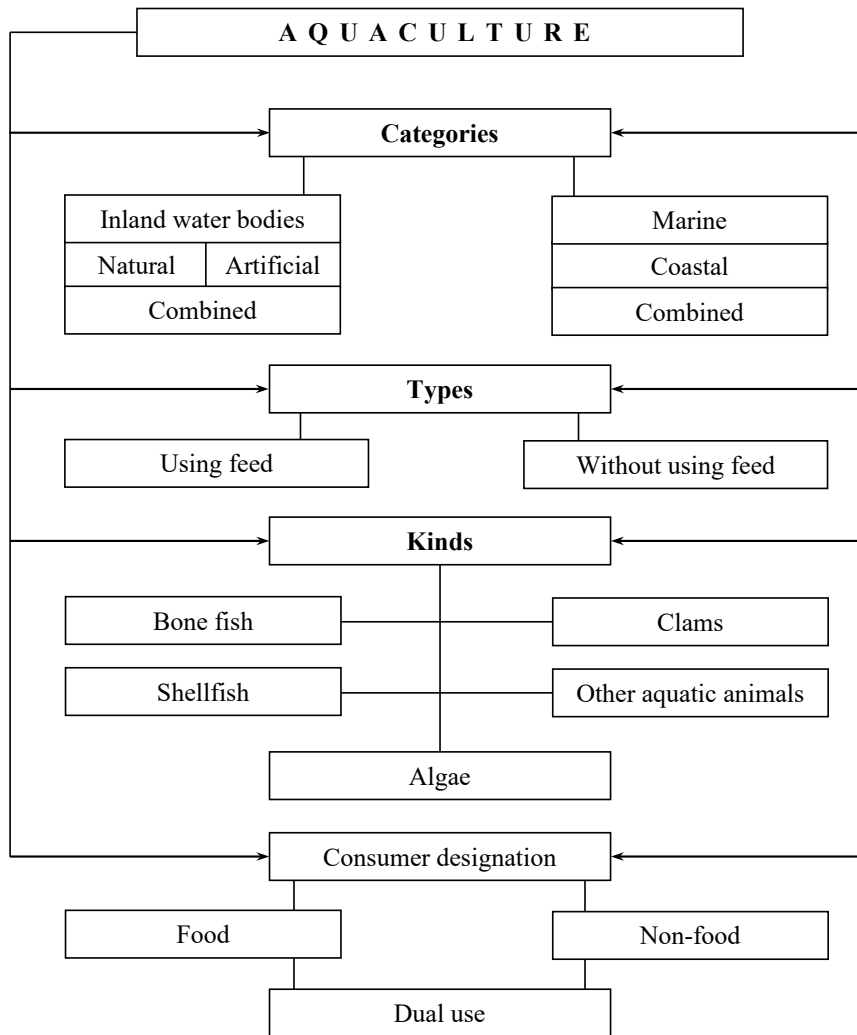 A Q U A C U L T U R E
Categories
Inland water bodies
Natural
Artificial
Combined
Marine
Coastal
Combined
Types
Using feed
Without using feed
Kinds
Bone fish
Clams
Shellfish
Other aquatic animals
Algae
Consumer designation
Food
Non-food
Dual use